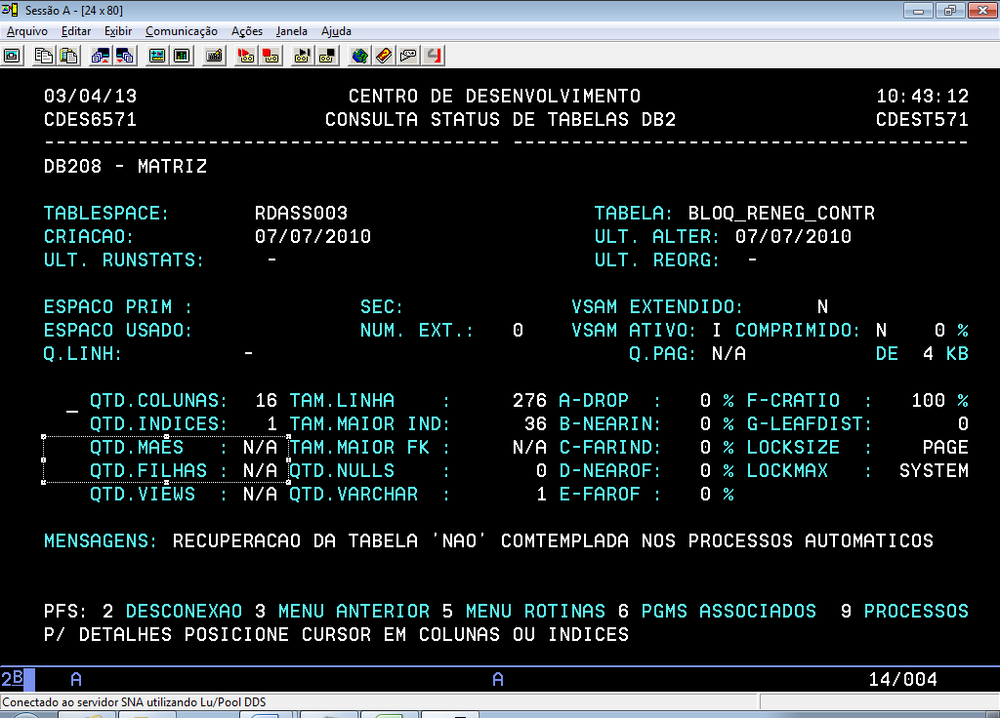 Sessão A - [24 x 80]
Arquivo Editar Exibir Comunicação Ações Janela Ajuda
03/04/13 CENTRO DE DESENVOLVIMENTO 10:43:12
CDES6571 CONSULTA STATUS DE TABELAS DB2 CDEST571
--------------------------------------- ---------------------------------------
DB208 - MATRIZ
TABLESPACE: RDASS003 TABELA: BLOQ_RENEG_CONTR
CRIACAO: 07/07/2010 ULT. ALTER: 07/07/2010
ULT. RUNSTATS: - ULT. REORG: -
ESPACO PRIM : SEC: VSAM EXTENDIDO: N
ESPACO USADO: NUM. EXT.: 0 VSAM ATIVO: I COMPRIMIDO: N 0 %
Q.LINH: - Q.PAG: N/A DE 4 KB
_ QTD.COLUNAS: 16 TAM.LINHA : 276 A-DROP : 0 % F-CRATIO : 100 %
QTD.INDICES: 1 TAM.MAIOR IND: 36 B-NEARIN: 0 % G-LEAFDIST: 0
QTD.MAES : N/A TAM.MAIOR FK : N/A C-FARIND: 0 % LOCKSIZE : PAGE
QTD.FILHAS : N/A QTD.NULLS : 0 D-NEAROF: 0 % LOCKMAX : SYSTEM
QTD.VIEWS : N/A QTD.VARCHAR : 1 E-FAROF : 0 %
MENSAGENS: RECUPERACAO DA TABELA 'NAO' COMTEMPLADA NOS PROCESSOS AUTOMATICOS
PFS: 2 DESCONEXAO 3 MENU ANTERIOR 5 MENU ROTINAS 6 PGMS ASSOCIADOS 9 PROCESSOS
P/ DETALHES POSICIONE CURSOR EM COLUNAS OU INDICES
2B A A 14/004
Conectado ao servidor SNA utilizando Lu/Pool DDS